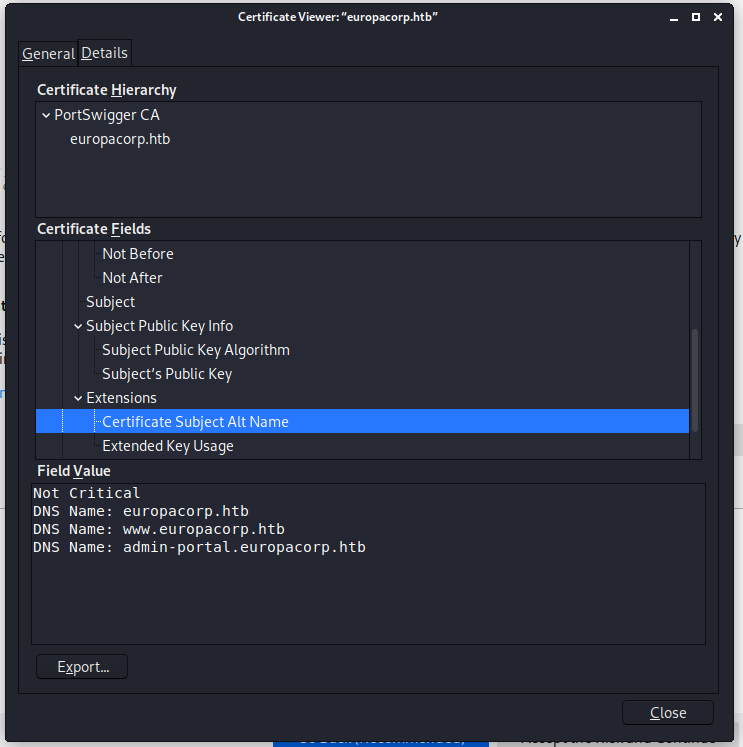 Certificate Viewer: “europacorp.htb”
General
Details
Certificate Hierarchy
PortSwigger CA
europacorp.htb
Certificate Fields
Not Before
Not After
Subject
Subject Public Key Info
Subject Public Key Algorithm
Subject's Public Key
Extensions
Certificate Subject Alt Name
Extended Key Usage
Field Value
Not Critical
DNS Name: europacorp.htb
DNS Name: www.europacorp.htb
DNS Name: admin-portal.europacorp.htb
Export...
Close